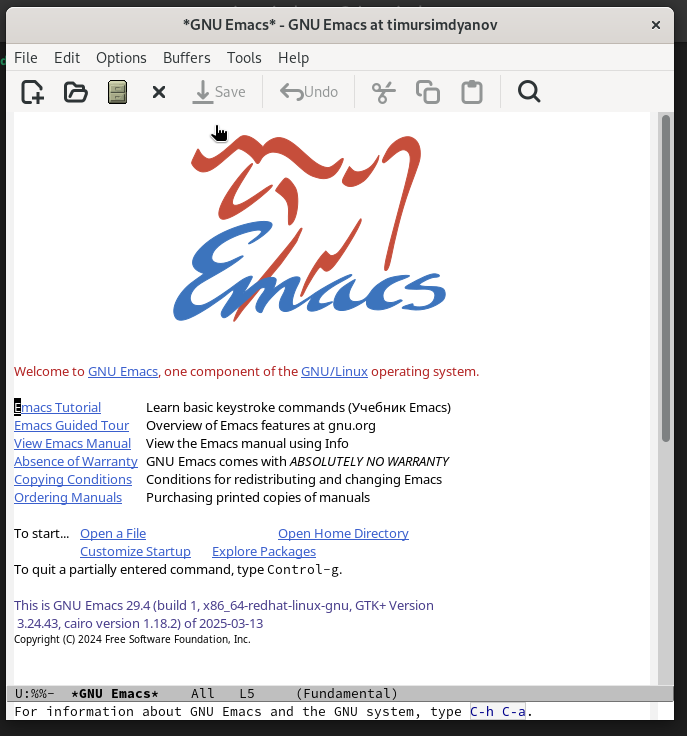 *GNU Emacs* - GNU Emacs at timursimdyanov
File Edit Options Buffers Tools Help
Save Undo
Emacs
Welcome to GNU Emacs, one component of the GNU/Linux operating system.
Emacs Tutorial Learn basic keystroke commands (Учебник Emacs)
Emacs Guided Tour Overview of Emacs features at gnu.org
View Emacs Manual View the Emacs manual using Info
Absence of Warranty GNU Emacs comes with ABSOLUTELY NO WARRANTY
Copying Conditions Conditions for redistributing and changing Emacs
Ordering Manuals Purchasing printed copies of manuals
To start... Open a File Open Home Directory
Customize Startup Explore Packages
To quit a partially entered command, type Control-g.
This is GNU Emacs 29.4 (build 1, x86_64-redhat-linux-gnu, GTK+ Version
3.24.43, cairo version 1.18.2) of 2025-03-13
Copyright (C) 2024 Free Software Foundation, Inc.
U:%%- *GNU Emacs* All L5 (Fundamental)
For information about GNU Emacs and the GNU system, type C-h C-a.